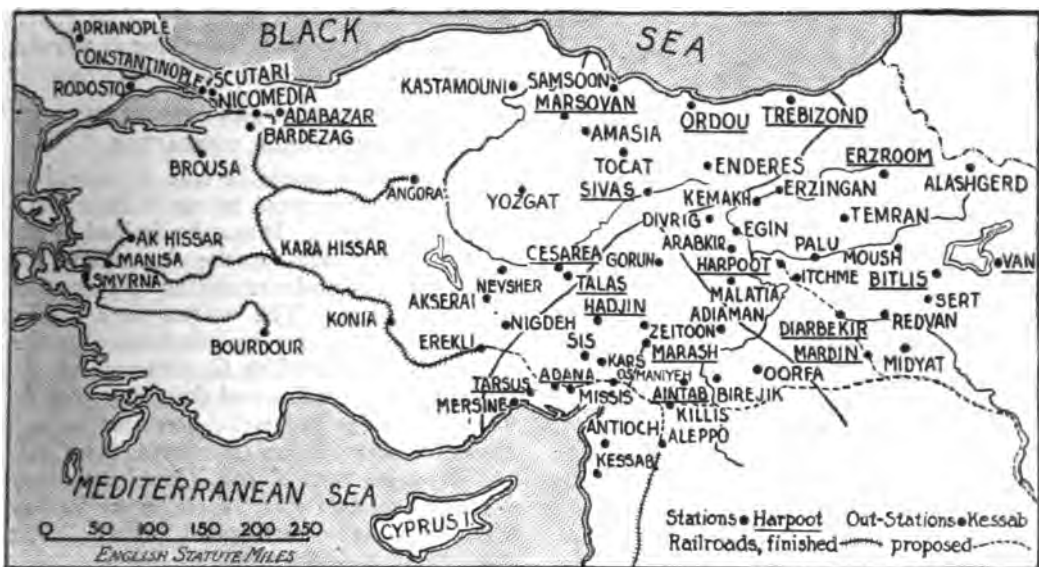 BLACK SEA
ADRIANOPLE
CONSTANTINOPLE
SCUTARI
RODOSTO
NICOMEDIA
ADABAZAR
BARDEZAG
BROUSA
KASTAMOUNI
SAMSOON
MARSOVAN
AMASIA
TOCAT
ORDOU
TREBIZOND
ENDERES
ERZROOM
ALASHGERD
ANGORA
YOZGAT
SIVAS
KEMAKH
ERZINGAN
DIVRIG
EGIN
TEMRAN
AK HISSAR
MANISA
SMYRNA
KARA HISSAR
CESAREA
GORUN
ARABKIR
PALU
MOUSH
HARPOOT
ITCHME
BITLIS
VAN
NEVSHER
TALAS
MALATIA
SERT
AKSERAI
HADJIN
ADIAMAN
DIARBEKIR
REDVAN
BOURDOUR
KONIA
NIGDEH
ZEITOON
EREKLI
SIS
MARASH
MARDIN
MIDYAT
KARS
OSMANIYEH
OORFA
TARSUS
ADANA
MISSIS
AINTAB
BIREJIK
MERSINE
KILLIS
ANTIOCH
ALEPPO
KESSAB
MEDITERRANEAN SEA
CYPRUS I.
0 50 100 150 200 250
ENGLISH STATUTE MILES
Stations Harpoot Out-Stations Kessab
Railroads, finished proposed